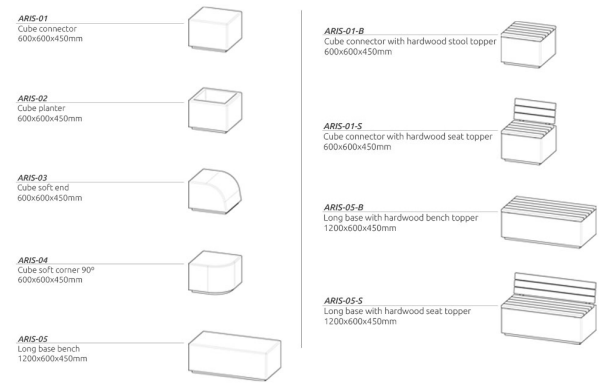 ARIS-01
Cube connector
600x600x450mm
ARIS-02
Cube planter
600x600x450mm
ARIS-03
Cube soft end
600x600x450mm
ARIS-04
Cube soft corner 90º
600x600x450mm
ARIS-05
Long base bench
1200x600x450mm
ARIS-01-B
Cube connector with hardwood stool topper
600x600x450mm
ARIS-01-S
Cube connector with hardwood seat topper
600x600x450mm
ARIS-05-B
Long base with hardwood bench topper
1200x600x450mm
ARIS-05-S
Long base with hardwood seat topper
1200x600x450mm